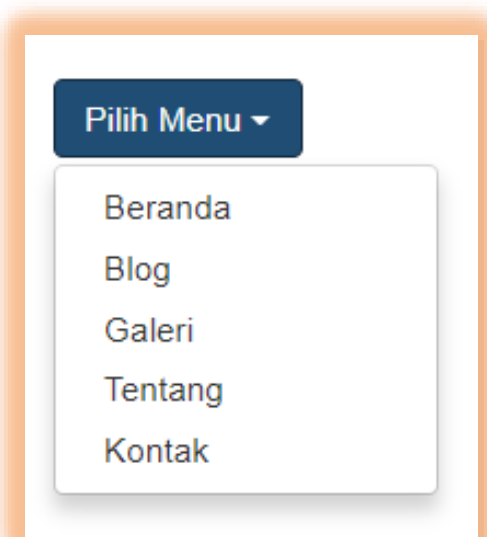 Pilih Menu
Beranda
Blog
Galeri
Tentang
Kontak